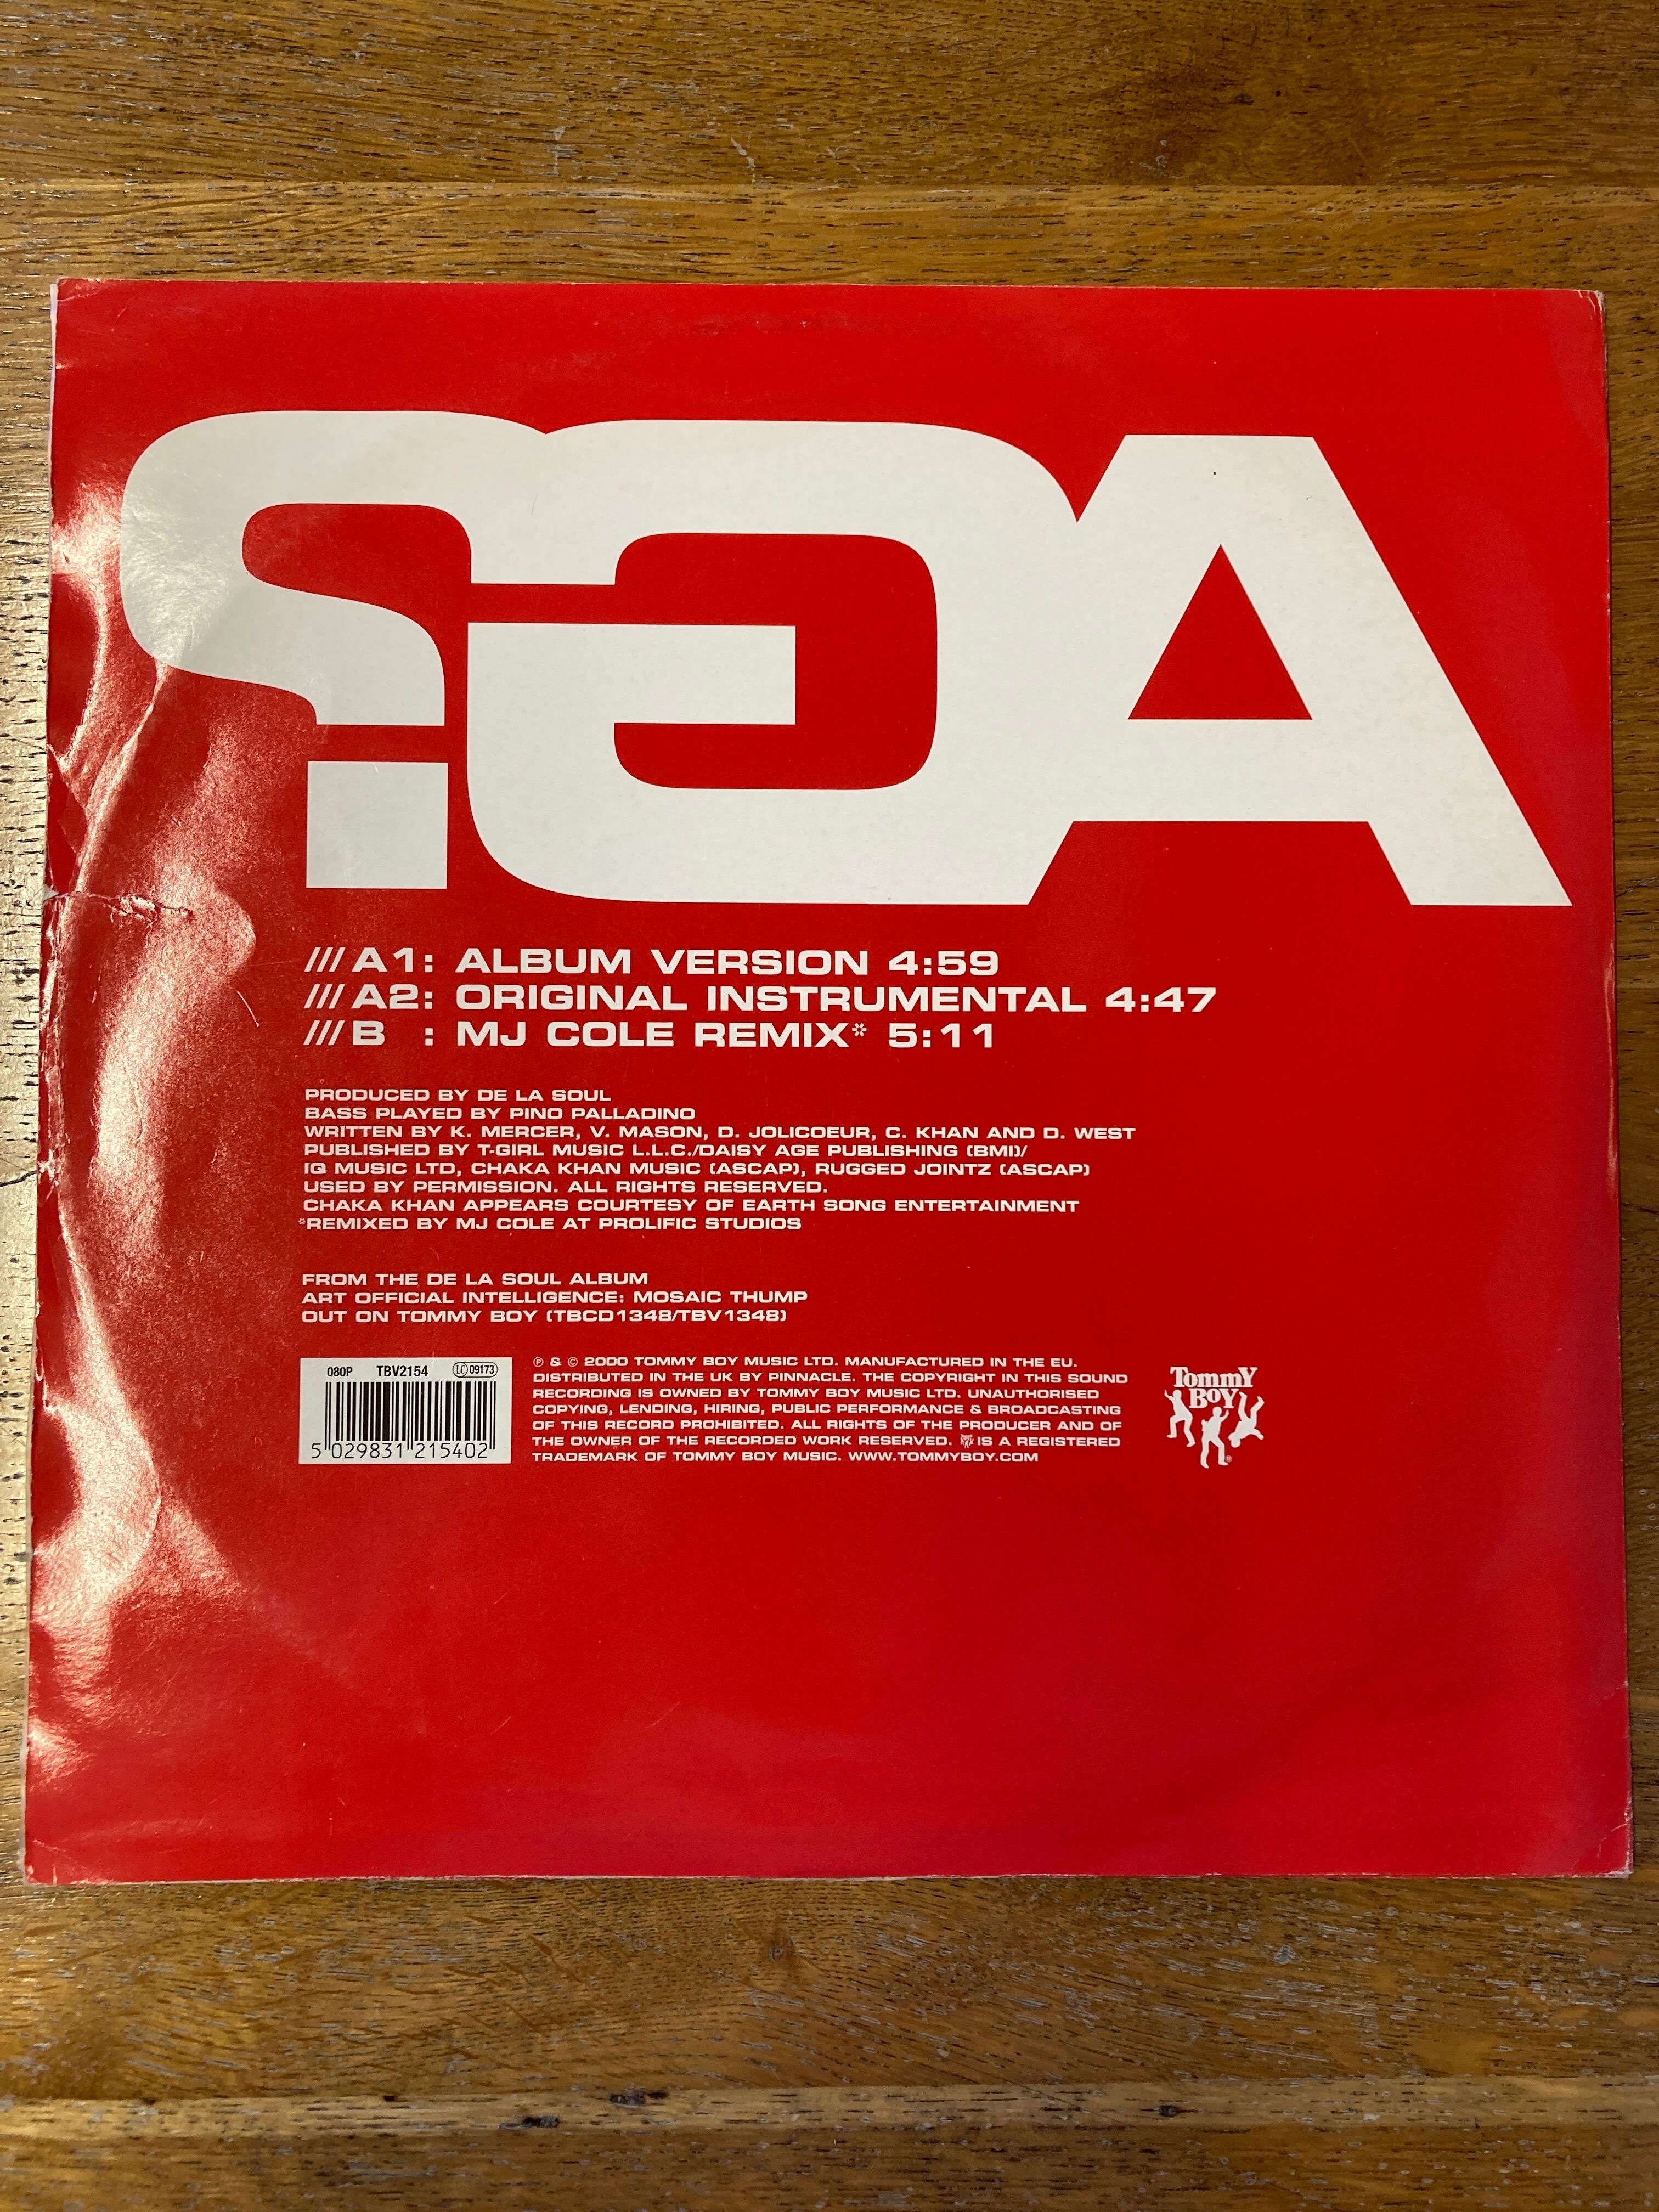 AG?
///A1: ALBUM VERSION 4:59
///A2: ORIGINAL INSTRUMENTAL 4:47
///B : MJ COLE REMIX* 5:11
PRODUCED BY DE LA SOUL
BASS PLAYED BY PINO PALLADINO
WRITTEN BY K. MERCER, V. MASON, D. JOLICOEUR, C. KHAN AND D. WEST
PUBLISHED BY T-GIRL MUSIC L.L.C./DAISY AGE PUBLISHING (BMI)/
IQ MUSIC LTD, CHAKA KHAN MUSIC (ASCAP), RUGGED JOINTZ (ASCAP)
USED BY PERMISSION. ALL RIGHTS RESERVED.
CHAKA KHAN APPEARS COURTESY OF EARTH SONG ENTERTAINMENT
*REMIXED BY MJ COLE AT PROLIFIC STUDIOS
FROM THE DE LA SOUL ALBUM
ART OFFICIAL INTELLIGENCE: MOSAIC THUMP
OUT ON TOMMY BOY (TBCD1348/TBV1348)
080P TBV2154 LC 09173
5 029831 215402
℗ & © 2000 TOMMY BOY MUSIC LTD. MANUFACTURED IN THE EU.
DISTRIBUTED IN THE UK BY PINNACLE. THE COPYRIGHT IN THIS SOUND
RECORDING IS OWNED BY TOMMY BOY MUSIC LTD. UNAUTHORISED
COPYING, LENDING, HIRING, PUBLIC PERFORMANCE & BROADCASTING
OF THIS RECORD PROHIBITED. ALL RIGHTS OF THE PRODUCER AND OF
THE OWNER OF THE RECORDED WORK RESERVED. IS A REGISTERED
TRADEMARK OF TOMMY BOY MUSIC. WWW.TOMMYBOY.COM
TommY
BOY
®